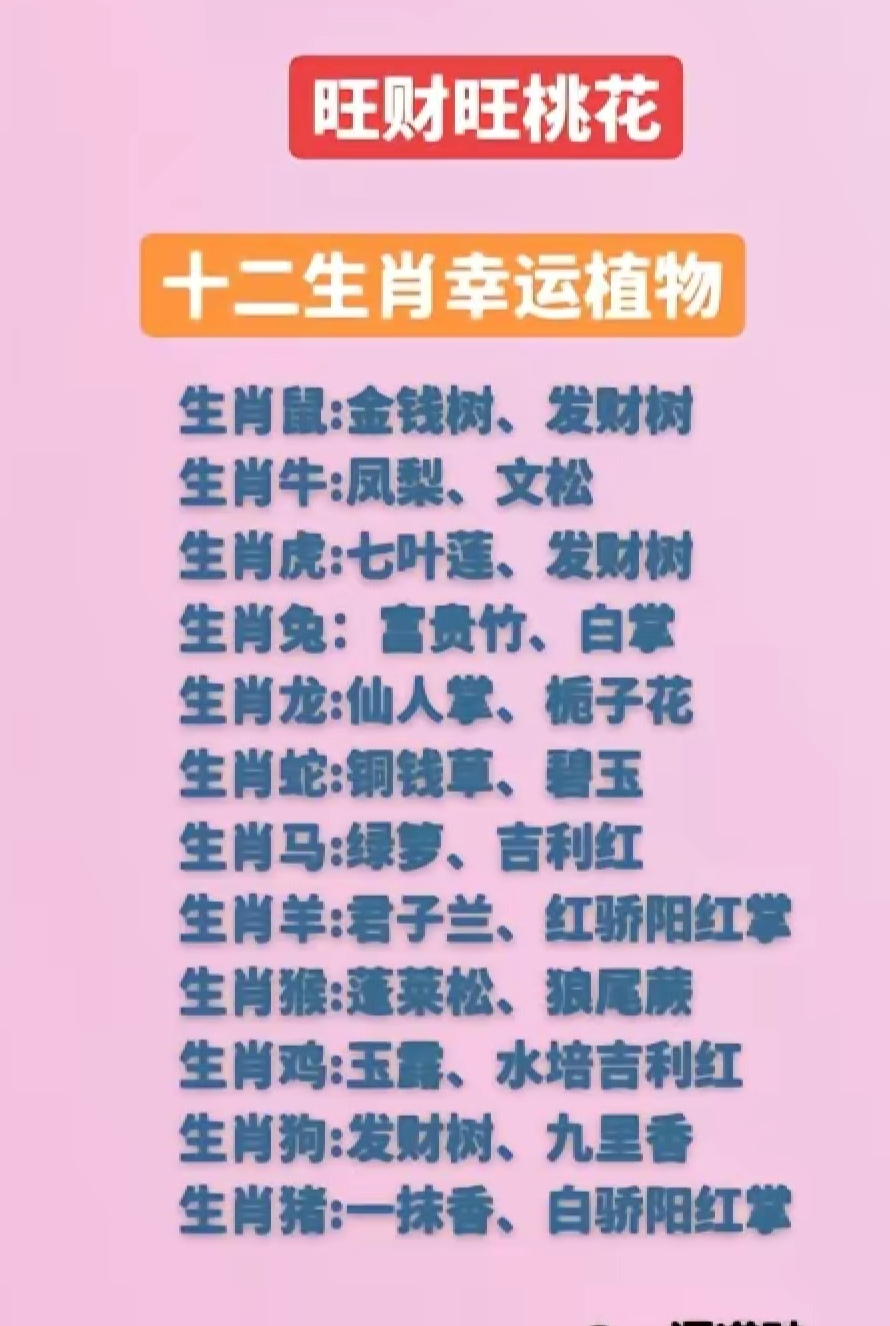 旺财旺桃花
十二生肖幸运植物
生肖鼠:金钱树、发财树
生肖牛:凤梨、文松
生肖虎:七叶莲、发财树
生肖兔：富贵竹、白掌
生肖龙:仙人掌、栀子花
生肖蛇:铜钱草、碧玉
生肖马:绿萝、吉利红
生肖羊:君子兰、红骄阳红掌
生肖猴:蓬莱松、狼尾蕨
生肖鸡:玉露、水培吉利红
生肖狗:发财树、九里香
生肖猪:一抹香、白骄阳红掌